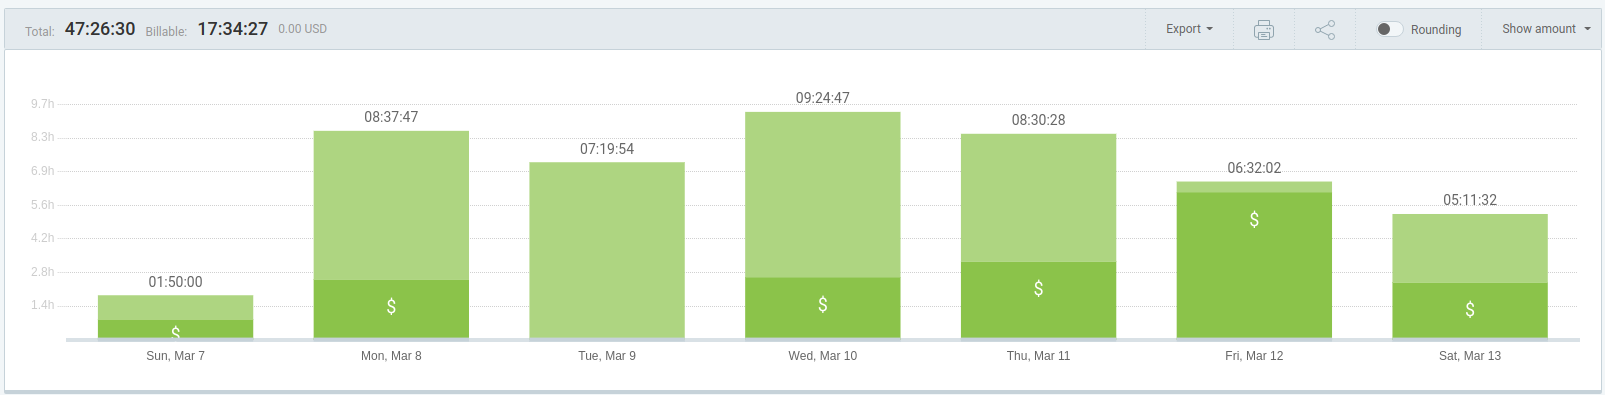 Total: 47:26:30 Billable: 17:34:27 0.00 USD Export Rounding Show amount
9.7h
8.3h
6.9h
5.6h
4.2h
2.8h
1.4h
01:50:00
08:37:47
07:19:54
09:24:47
08:30:28
06:32:02
05:11:32
$
$
$
$
$
$
Sun, Mar 7 Mon, Mar 8 Tue, Mar 9 Wed, Mar 10 Thu, Mar 11 Fri, Mar 12 Sat, Mar 13